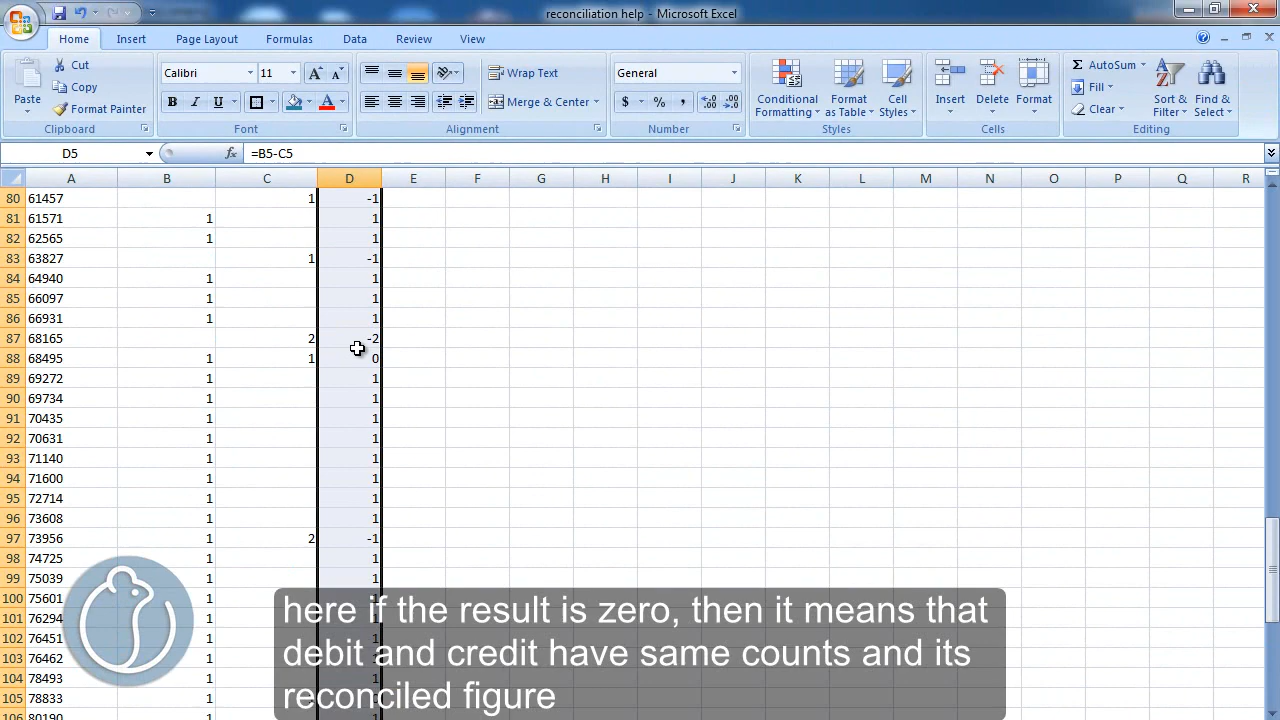 reconciliation help - Microsoft Excel
Home Insert Page Layout Formulas Data Review View
Paste Cut Copy Format Painter Clipboard
Calibri 11 B I U A Font
Wrap Text Merge & Center Alignment
General $ % , Number
Conditional Formatting Format as Table Cell Styles Styles
Insert Delete Format Cells
AutoSum Fill Clear Sort & Filter Find & Select Editing
D5 fx =B5-C5
A B C D E F G H I J K L M N O P Q R
80 61457 1 -1
81 61571 1 1
82 62565 1 1
83 63827 1 -1
84 64940 1 1
85 66097 1 1
86 66931 1 1
87 68165 2 -2
88 68495 1 1 0
89 69272 1 1
90 69734 1 1
91 70435 1 1
92 70631 1 1
93 71140 1 1
94 71600 1 1
95 72714 1 1
96 73608 1 1
97 73956 1 2 -1
98 74725 1 1
99 75039 1 1
100 75601 1
101 76294 1
102 76451 1
103 76462 1
104 78493 1
105 78833 1
106 80190 1
here if the result is zero, then it means that
debit and credit have same counts and its
reconciled figure